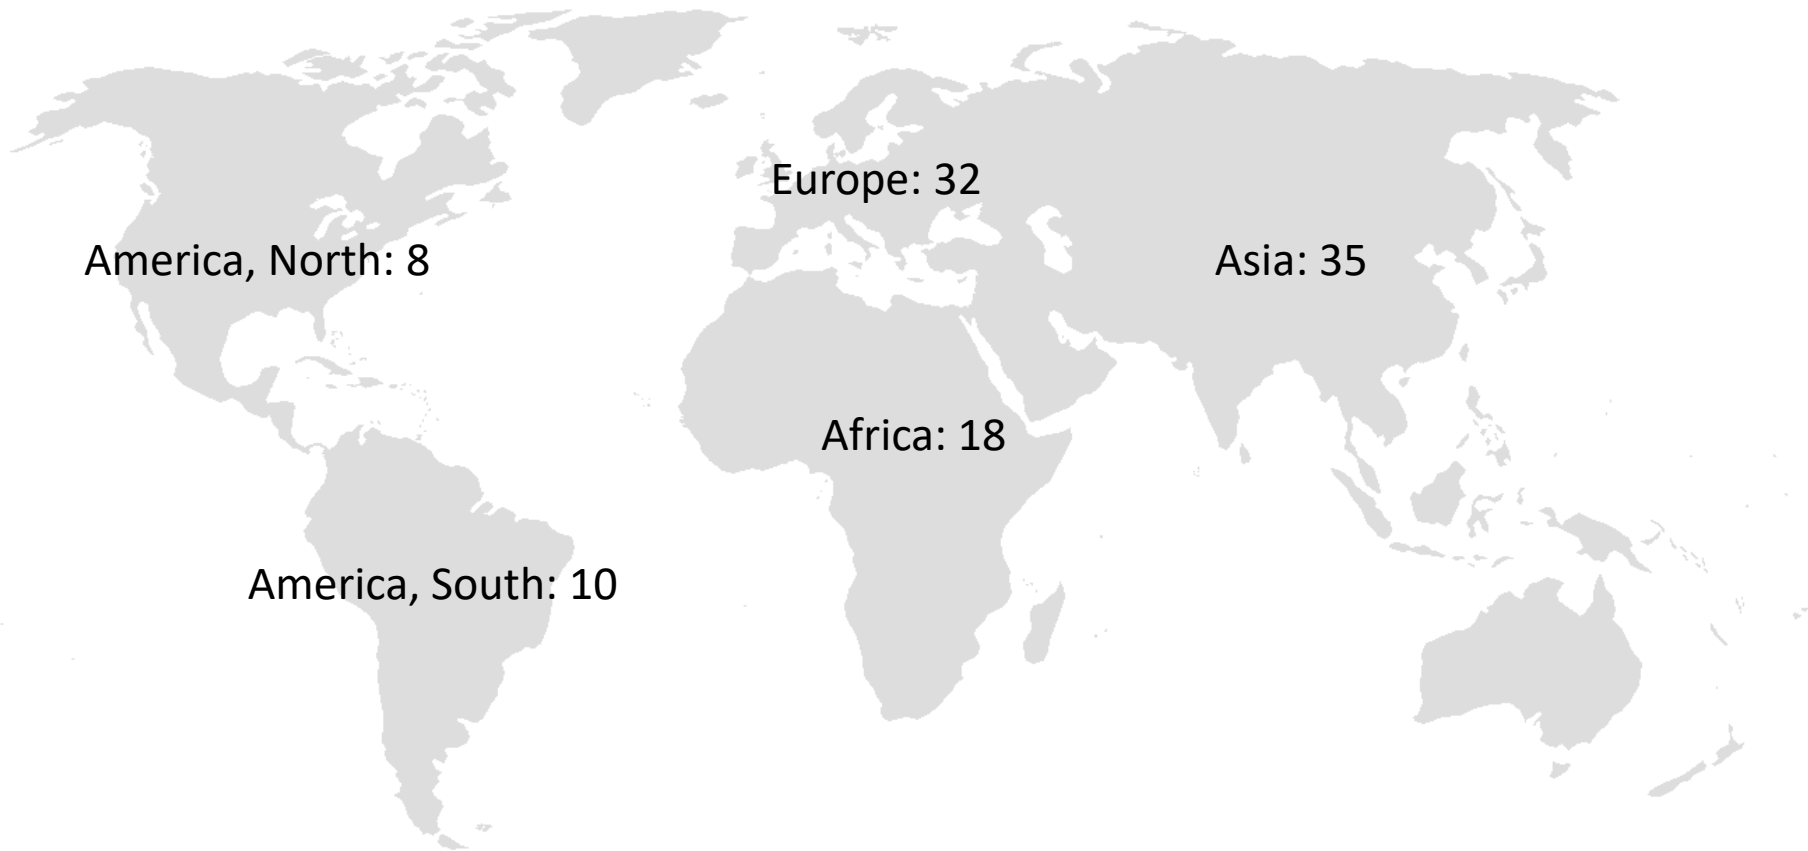 Europe: 32
America, North: 8
Asia: 35
Africa: 18
America, South: 10